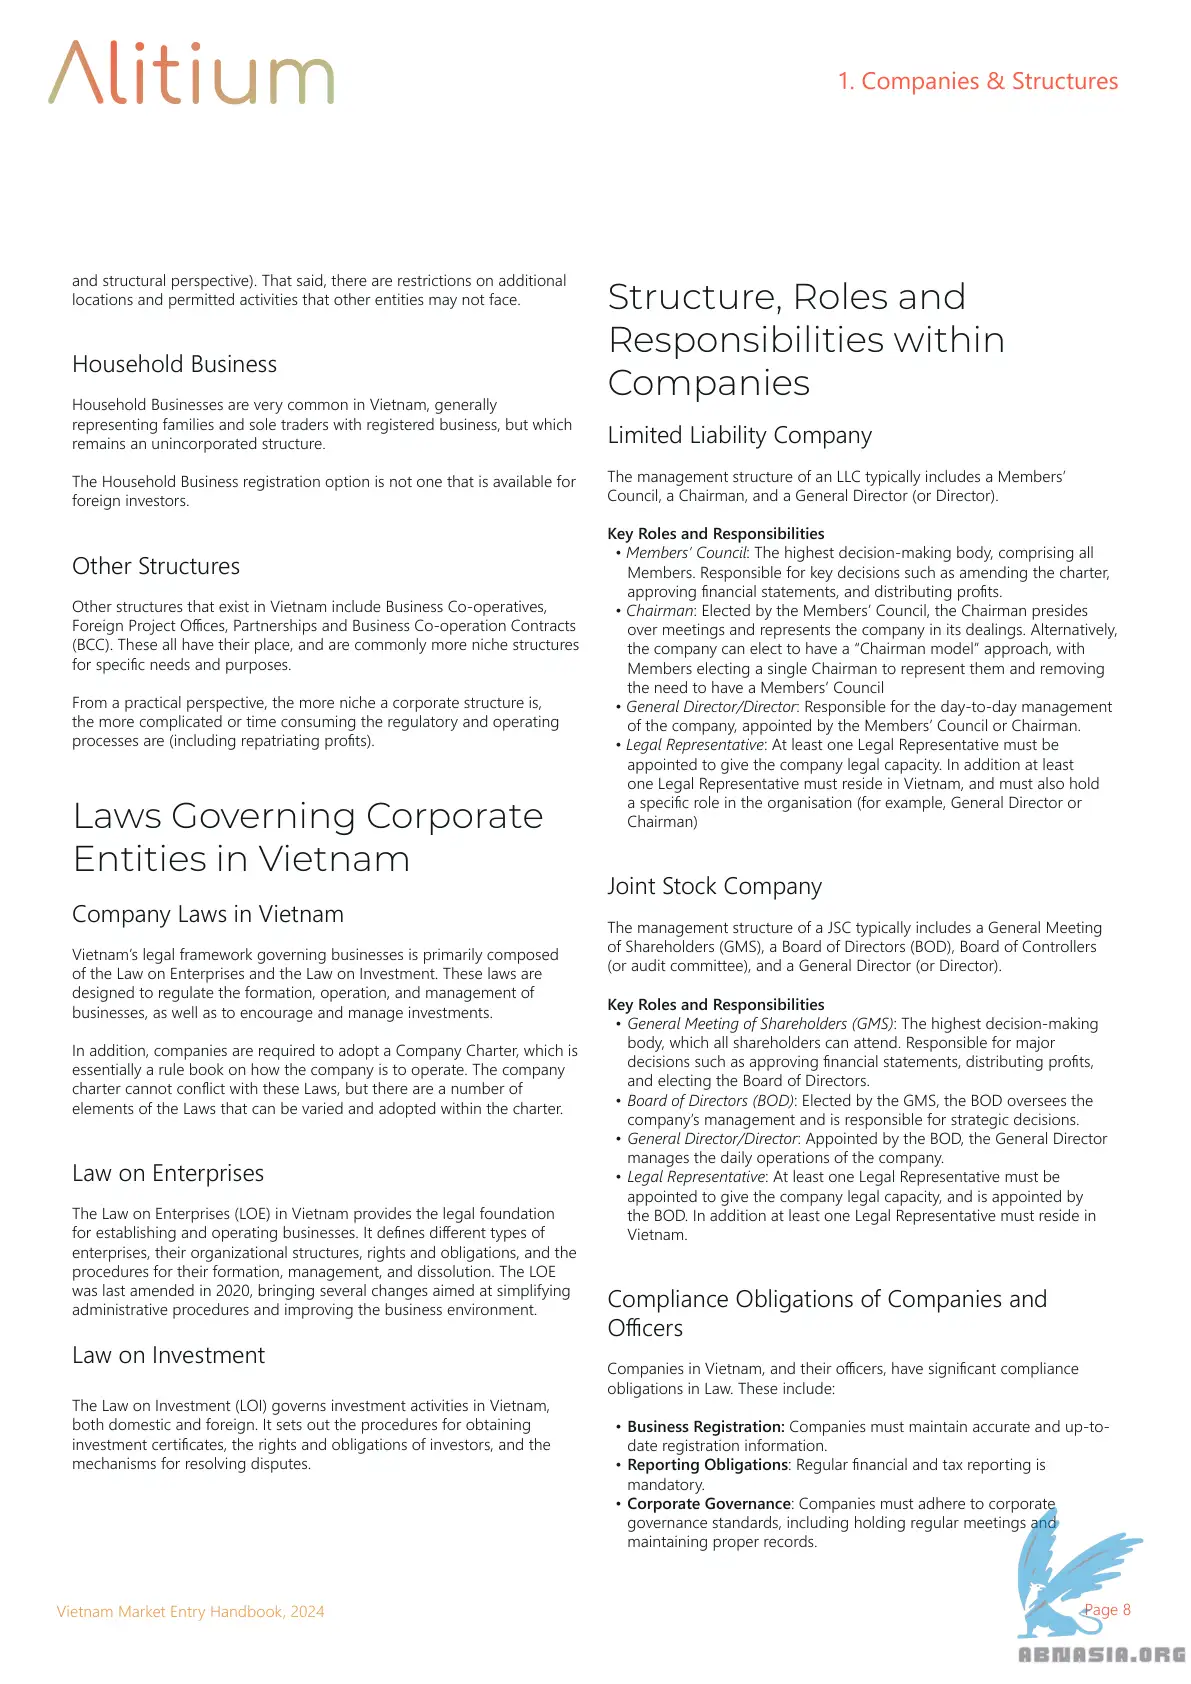 Alitium
1. Companies & Structures
and structural perspective). That said, there are restrictions on additional
locations and permitted activities that other entities may not face.
Household Business
Household Businesses are very common in Vietnam, generally
representing families and sole traders with registered business, but which
remains an unincorporated structure.
The Household Business registration option is not one that is available for
foreign investors.
Other Structures
Other structures that exist in Vietnam include Business Co-operatives,
Foreign Project Offices, Partnerships and Business Co-operation Contracts
(BCC). These all have their place, and are commonly more niche structures
for specific needs and purposes.
From a practical perspective, the more niche a corporate structure is,
the more complicated or time consuming the regulatory and operating
processes are (including repatriating profits).
Laws Governing Corporate
Entities in Vietnam
Company Laws in Vietnam
Vietnam’s legal framework governing businesses is primarily composed
of the Law on Enterprises and the Law on Investment. These laws are
designed to regulate the formation, operation, and management of
businesses, as well as to encourage and manage investments.
In addition, companies are required to adopt a Company Charter, which is
essentially a rule book on how the company is to operate. The company
charter cannot conflict with these Laws, but there are a number of
elements of the Laws that can be varied and adopted within the charter.
Law on Enterprises
The Law on Enterprises (LOE) in Vietnam provides the legal foundation
for establishing and operating businesses. It defines different types of
enterprises, their organizational structures, rights and obligations, and the
procedures for their formation, management, and dissolution. The LOE
was last amended in 2020, bringing several changes aimed at simplifying
administrative procedures and improving the business environment.
Law on Investment
The Law on Investment (LOI) governs investment activities in Vietnam,
both domestic and foreign. It sets out the procedures for obtaining
investment certificates, the rights and obligations of investors, and the
mechanisms for resolving disputes.
Structure, Roles and
Responsibilities within
Companies
Limited Liability Company
The management structure of an LLC typically includes a Members’
Council, a Chairman, and a General Director (or Director).
Key Roles and Responsibilities
• Members’ Council: The highest decision-making body, comprising all
Members. Responsible for key decisions such as amending the charter,
approving financial statements, and distributing profits.
• Chairman: Elected by the Members’ Council, the Chairman presides
over meetings and represents the company in its dealings. Alternatively,
the company can elect to have a “Chairman model” approach, with
Members electing a single Chairman to represent them and removing
the need to have a Members’ Council
• General Director/Director: Responsible for the day-to-day management
of the company, appointed by the Members’ Council or Chairman.
• Legal Representative: At least one Legal Representative must be
appointed to give the company legal capacity. In addition at least
one Legal Representative must reside in Vietnam, and must also hold
a specific role in the organisation (for example, General Director or
Chairman)
Joint Stock Company
The management structure of a JSC typically includes a General Meeting
of Shareholders (GMS), a Board of Directors (BOD), Board of Controllers
(or audit committee), and a General Director (or Director).
Key Roles and Responsibilities
• General Meeting of Shareholders (GMS): The highest decision-making
body, which all shareholders can attend. Responsible for major
decisions such as approving financial statements, distributing profits,
and electing the Board of Directors.
• Board of Directors (BOD): Elected by the GMS, the BOD oversees the
company’s management and is responsible for strategic decisions.
• General Director/Director: Appointed by the BOD, the General Director
manages the daily operations of the company.
• Legal Representative: At least one Legal Representative must be
appointed to give the company legal capacity, and is appointed by
the BOD. In addition at least one Legal Representative must reside in
Vietnam.
Compliance Obligations of Companies and
Officers
Companies in Vietnam, and their officers, have significant compliance
obligations in Law. These include:
• Business Registration: Companies must maintain accurate and up-to-
date registration information.
• Reporting Obligations: Regular financial and tax reporting is
mandatory.
• Corporate Governance: Companies must adhere to corporate
governance standards, including holding regular meetings and
maintaining proper records.
Vietnam Market Entry Handbook, 2024
Page 8
ABNASIA.ORG